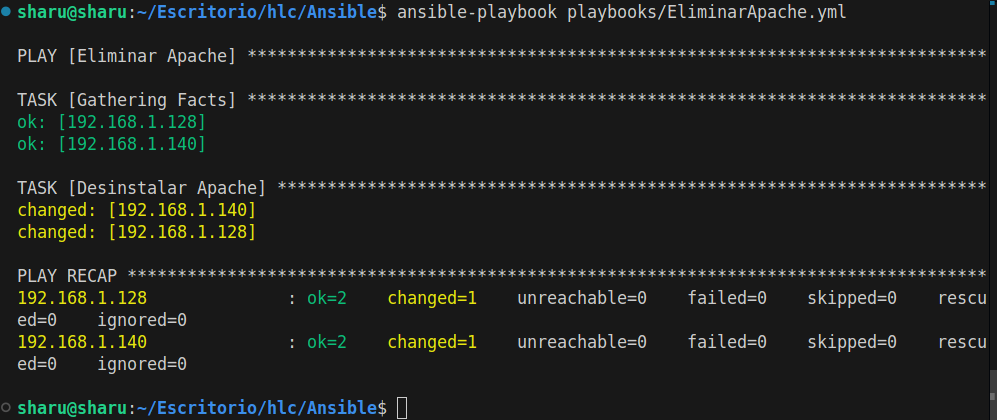 sharu@sharu:~/Escritorio/hlc/Ansible$ ansible-playbook playbooks/EliminarApache.yml
PLAY [Eliminar Apache] **************************************************************************
TASK [Gathering Facts] **************************************************************************
ok: [192.168.1.128]
ok: [192.168.1.140]
TASK [Desinstalar Apache] ***********************************************************************
changed: [192.168.1.140]
changed: [192.168.1.128]
PLAY RECAP **************************************************************************************
192.168.1.128              : ok=2    changed=1    unreachable=0    failed=0    skipped=0    rescu
ed=0    ignored=0
192.168.1.140              : ok=2    changed=1    unreachable=0    failed=0    skipped=0    rescu
ed=0    ignored=0
sharu@sharu:~/Escritorio/hlc/Ansible$